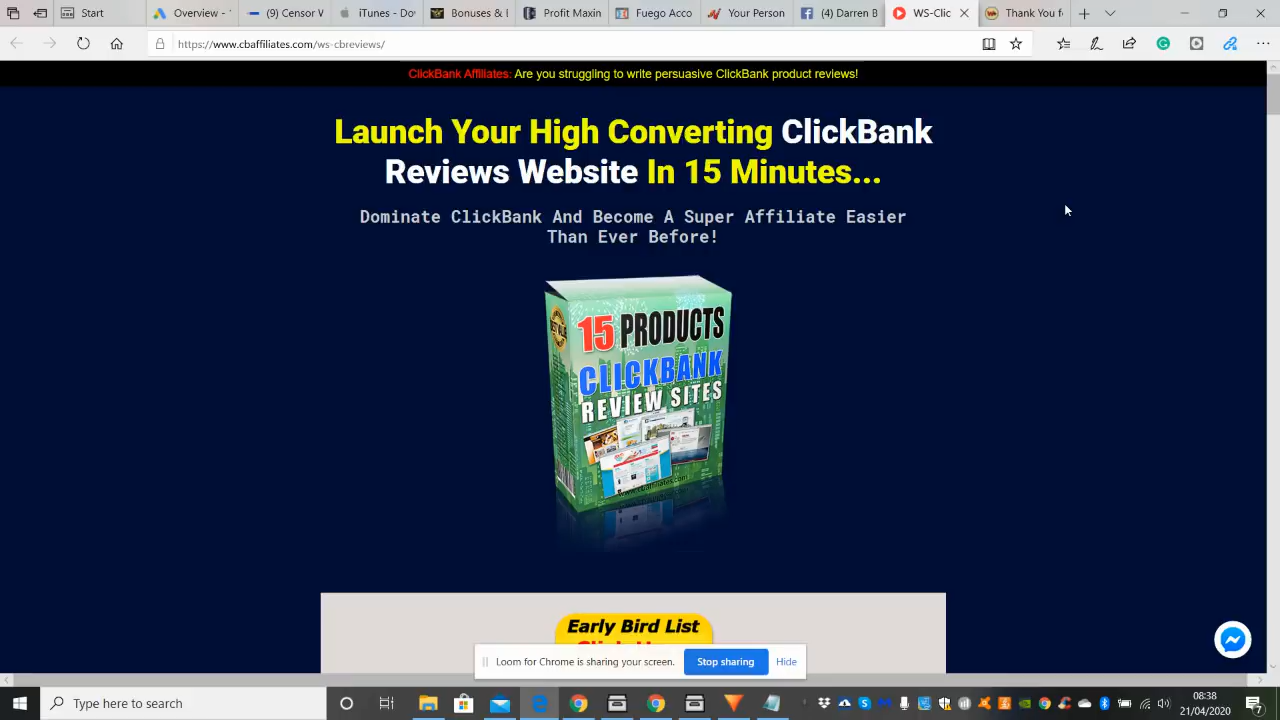 Start
Overview -
(9) Censor V
iTunes - Do
Bonuses & I
Profit Maxin
Fuego Acco
Your Person
(4) Darren B
WS-Clic
Thank You f
https://www.cbaffiliates.com/ws-cbreviews/
ClickBank Affiliates: Are you struggling to write persuasive ClickBank product reviews!
Launch Your High Converting ClickBank
Reviews Website In 15 Minutes...
Dominate ClickBank And Become A Super Affiliate Easier
Than Ever Before!
15 PRODUCTS
CLICKBANK
REVIEW SITES
www.cbaffiliates.com
Early Bird List
Loom for Chrome is sharing your screen.
Stop sharing
Hide
Type here to search
08:38
21/04/2020